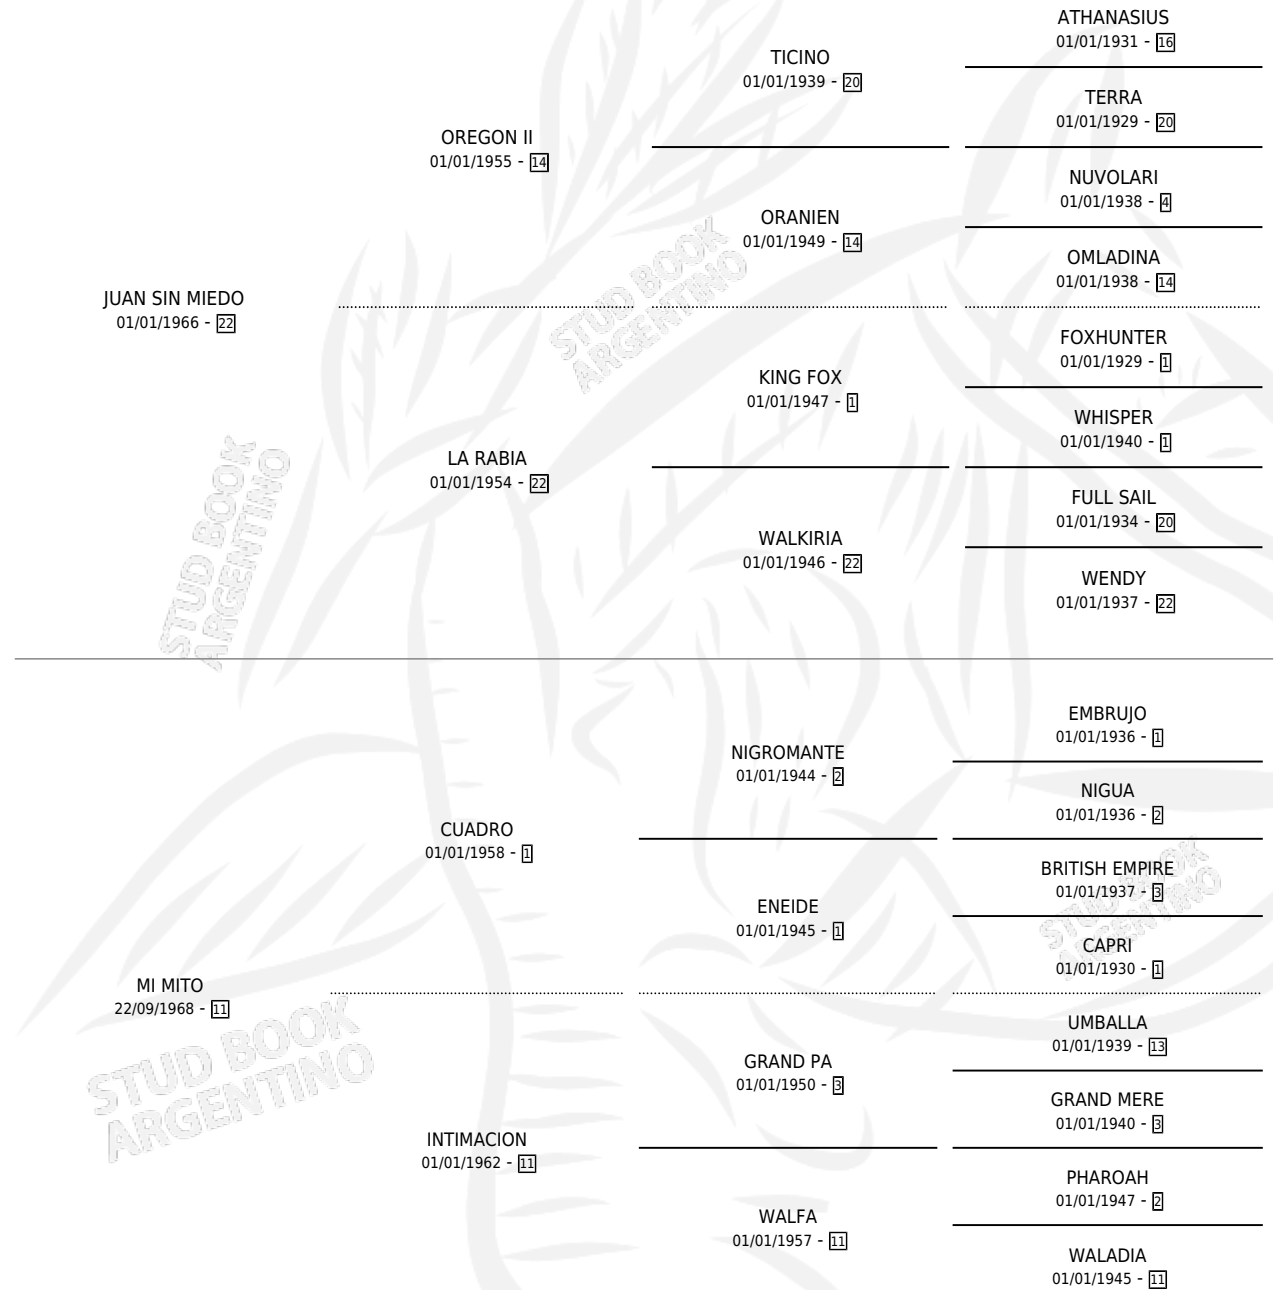 JUAN SIN MIEDO
01/01/1966 - 22
OREGON II
01/01/1955 - 14
LA RABIA
01/01/1954 - 22
TICINO
01/01/1939 - 20
ORANIEN
01/01/1949 - 14
KING FOX
01/01/1947 - 1
WALKIRIA
01/01/1946 - 22
ATHANASIUS
01/01/1931 - 16
TERRA
01/01/1929 - 20
NUVOLARI
01/01/1938 - 4
OMLADINA
01/01/1938 - 14
FOXHUNTER
01/01/1929 - 1
WHISPER
01/01/1940 - 1
FULL SAIL
01/01/1934 - 20
WENDY
01/01/1937 - 22
MI MITO
22/09/1968 - 11
CUADRO
01/01/1958 - 1
INTIMACION
01/01/1962 - 11
NIGROMANTE
01/01/1944 - 2
ENEIDE
01/01/1945 - 1
GRAND PA
01/01/1950 - 3
WALFA
01/01/1957 - 11
EMBRUJO
01/01/1936 - 1
NIGUA
01/01/1936 - 2
BRITISH EMPIRE
01/01/1937 - 3
CAPRI
01/01/1930 - 1
UMBALLA
01/01/1939 - 13
GRAND MERE
01/01/1940 - 3
PHAROAH
01/01/1947 - 2
WALADIA
01/01/1945 - 11
STUD BOOK
ARGENTINO
STUD BOOK
ARGENTINO
STUD BOOK
ARGENTINO
STUD BOOK
ARGENTINO